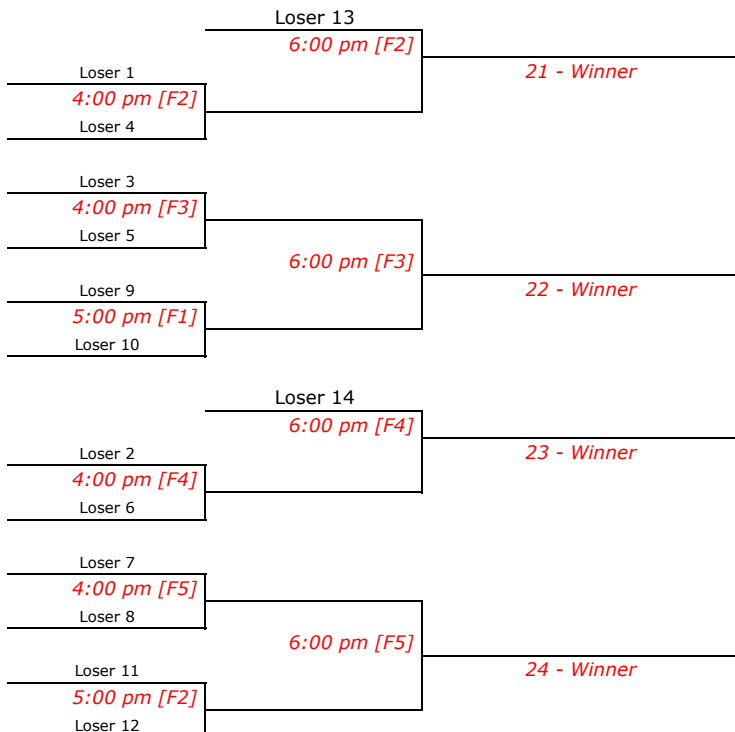 Loser 13
6:00 pm [F2]
21 - Winner
Loser 1
4:00 pm [F2]
Loser 4
Loser 3
4:00 pm [F3]
Loser 5
6:00 pm [F3]
22 - Winner
Loser 9
5:00 pm [F1]
Loser 10
Loser 14
6:00 pm [F4]
23 - Winner
Loser 2
4:00 pm [F4]
Loser 6
Loser 7
4:00 pm [F5]
Loser 8
6:00 pm [F5]
24 - Winner
Loser 11
5:00 pm [F2]
Loser 12